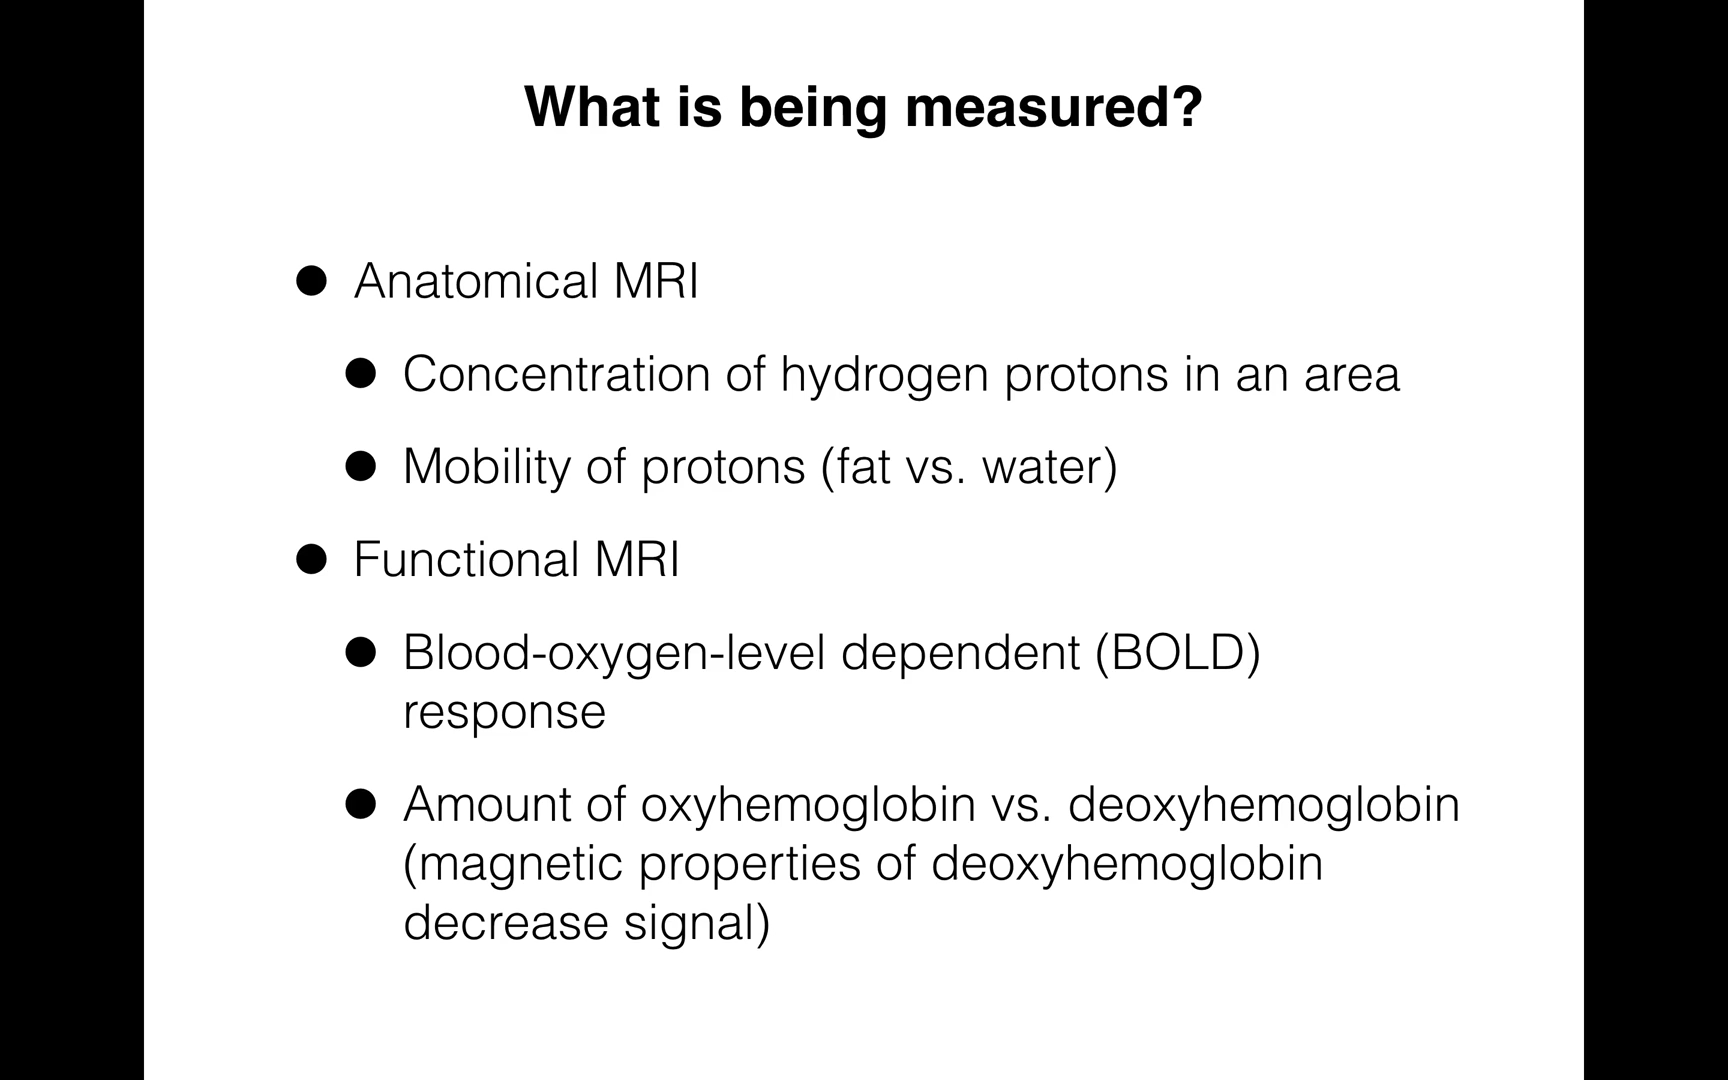 What is being measured?
● Anatomical MRI
● Concentration of hydrogen protons in an area
● Mobility of protons (fat vs. water)
● Functional MRI
● Blood-oxygen-level dependent (BOLD)
response
● Amount of oxyhemoglobin vs. deoxyhemoglobin
(magnetic properties of deoxyhemoglobin
decrease signal)